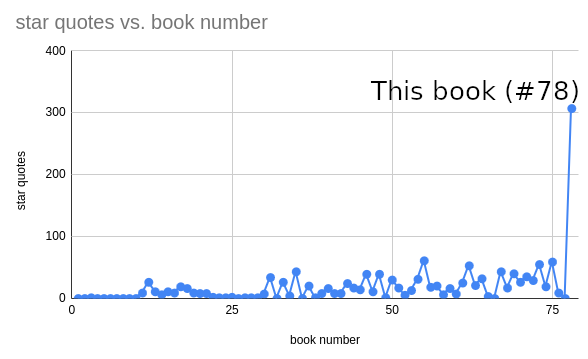 star quotes vs. book number
400
This book (#78)
300
200
100
0
0 25 50 75
star quotes
book number